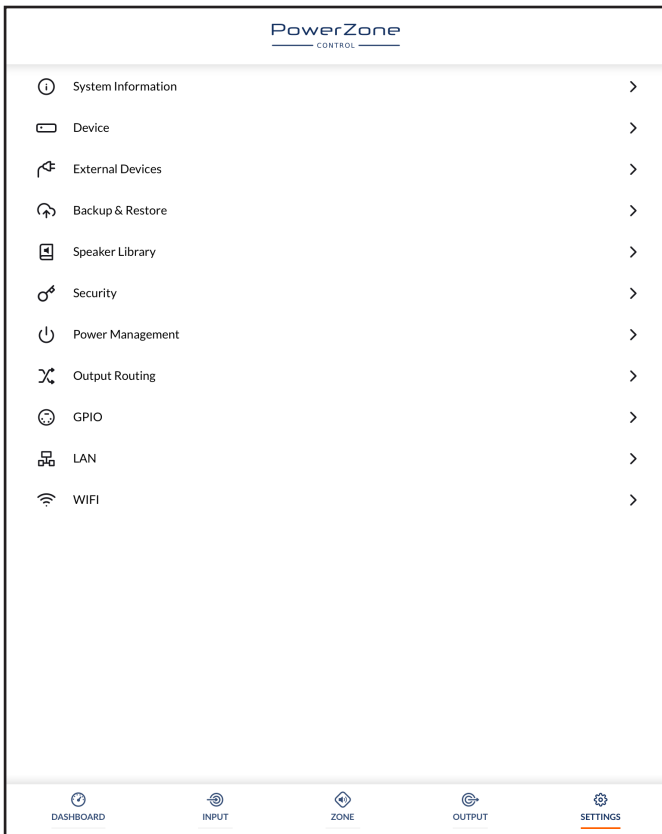 PowerZone
CONTROL
System Information
Device
External Devices
Backup & Restore
Speaker Library
Security
Power Management
Output Routing
GPIO
LAN
WIFI
DASHBOARD INPUT ZONE OUTPUT SETTINGS